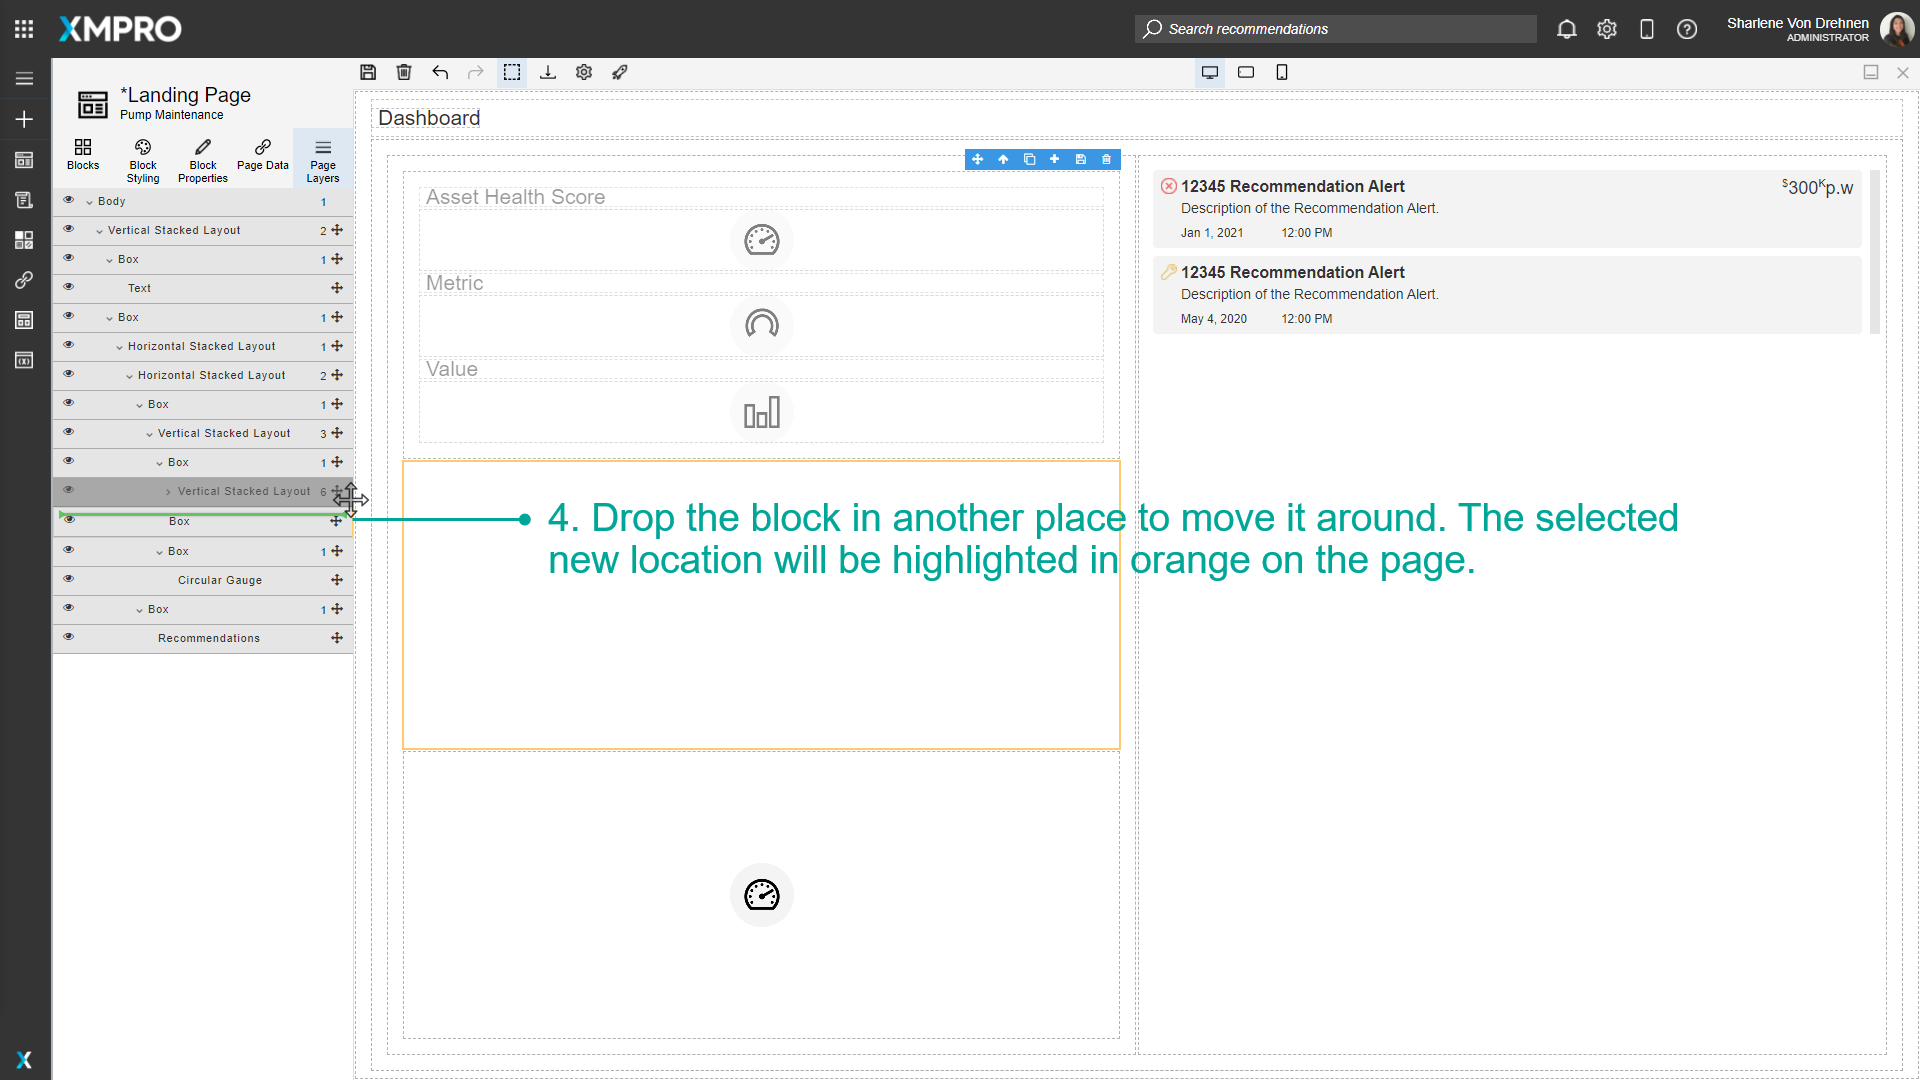 XMPRO
Search recommendations
Sharlene Von Drehnen
ADMINISTRATOR
*Landing Page
Pump Maintenance
Blocks
Block Styling
Block Properties
Page Data
Page Layers
Body 1
Vertical Stacked Layout 2
Box 1
Text
Box 1
Horizontal Stacked Layout 1
Horizontal Stacked Layout 2
Box 1
Vertical Stacked Layout 3
Box 1
Vertical Stacked Layout 6
Box
Box 1
Circular Gauge
Box 1
Recommendations
Dashboard
Asset Health Score
Metric
Value
12345 Recommendation Alert
$300Kp.w
Description of the Recommendation Alert.
Jan 1, 2021 12:00 PM
12345 Recommendation Alert
Description of the Recommendation Alert.
May 4, 2020 12:00 PM
4. Drop the block in another place to move it around. The selected
new location will be highlighted in orange on the page.
X